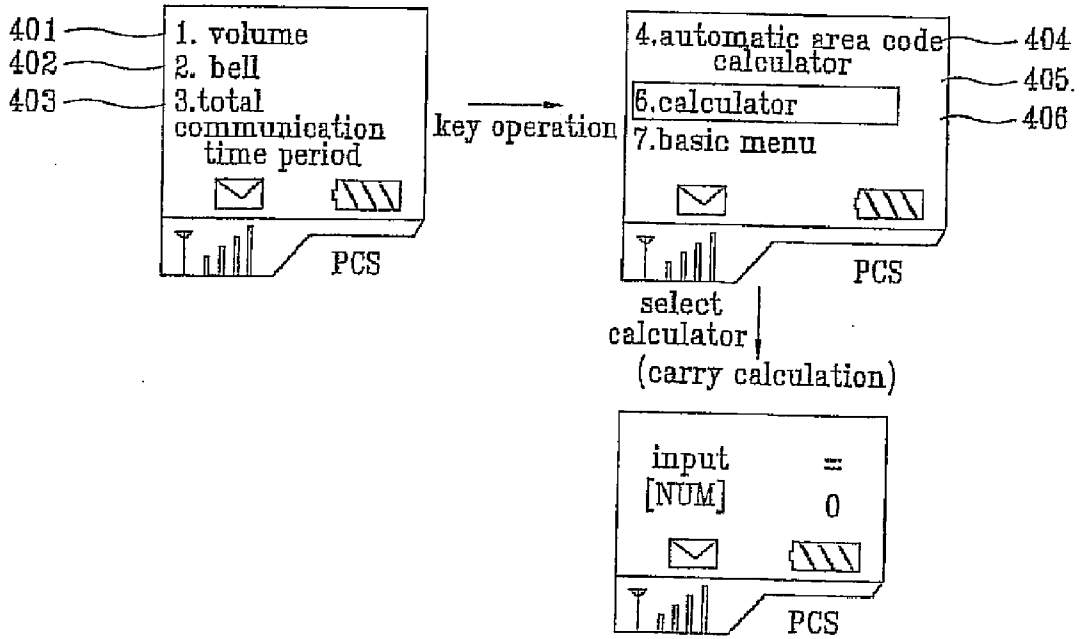 401
402
403
1. volume
2. bell
3.total
communication
time period
PCS
key operation
4.automatic area code
calculator
6.calculator
7.basic menu
PCS
404
405.
406
select
calculator
(carry calculation)
input =
[NUM] 0
PCS